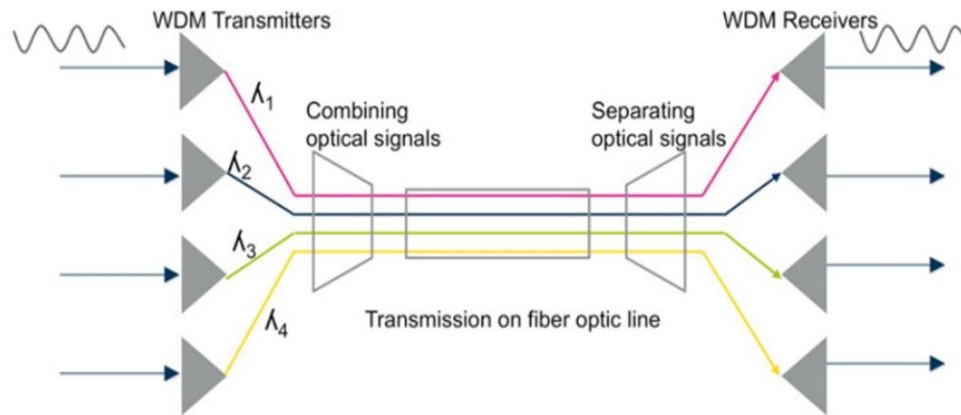 WDM Transmitters
WDM Receivers
λ1
Combining
optical signals
Separating
optical signals
λ2
λ3
λ4
Transmission on fiber optic line